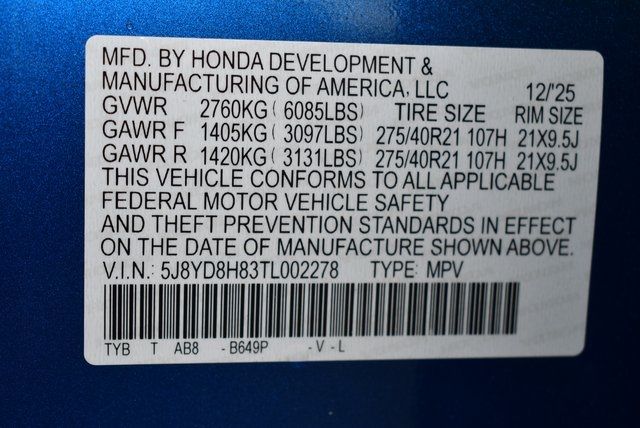 MFD. BY HONDA DEVELOPMENT &
MANUFACTURING OF AMERICA, LLC 12/'25
GVWR 2760KG ( 6085LBS) TIRE SIZE RIM SIZE
GAWR F 1405KG ( 3097LBS) 275/40R21 107H 21X9.5J
GAWR R 1420KG ( 3131LBS) 275/40R21 107H 21X9.5J
THIS VEHICLE CONFORMS TO ALL APPLICABLE
FEDERAL MOTOR VEHICLE SAFETY
AND THEFT PREVENTION STANDARDS IN EFFECT
ON THE DATE OF MANUFACTURE SHOWN ABOVE.
V.I.N.: 5J8YD8H83TL002278 TYPE: MPV
TYB T AB8 - B649P - V - L